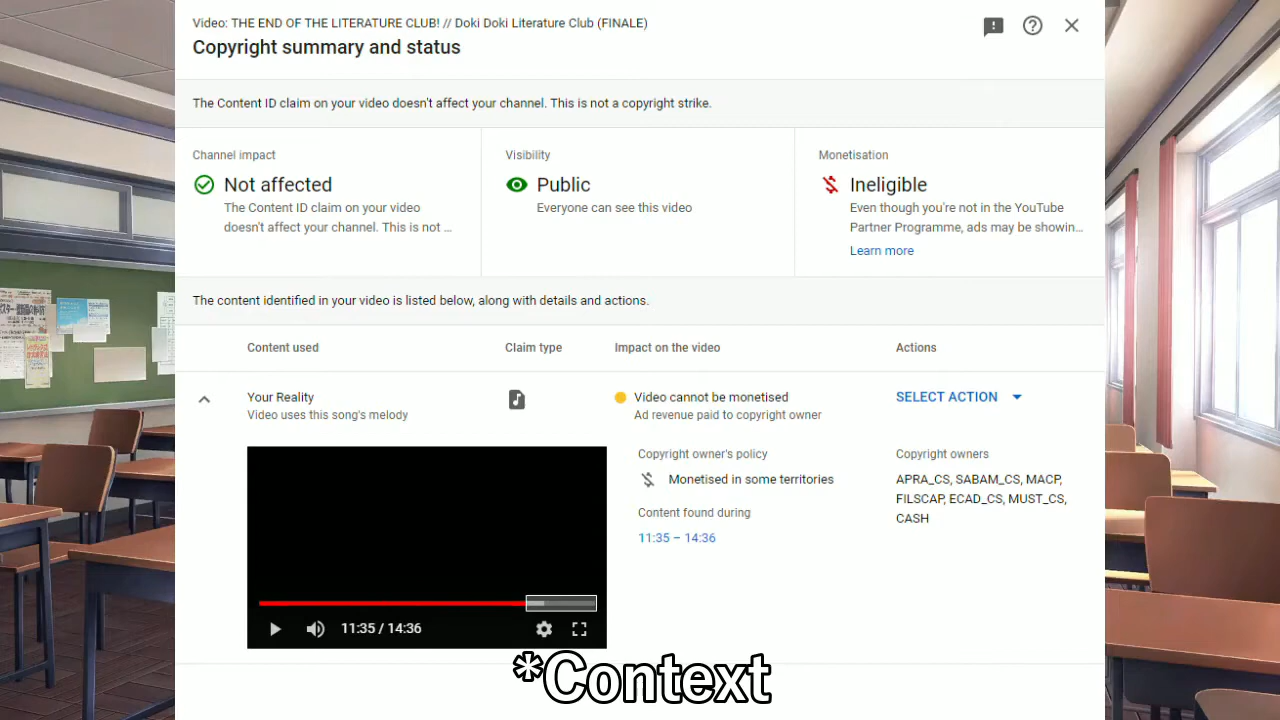 Video: THE END OF THE LITERATURE CLUB! // Doki Doki Literature Club (FINALE)
Copyright summary and status
The Content ID claim on your video doesn't affect your channel. This is not a copyright strike.
Channel impact
Not affected
The Content ID claim on your video
doesn't affect your channel. This is not ...
Visibility
Public
Everyone can see this video
Monetisation
Ineligible
Even though you're not in the YouTube
Partner Programme, ads may be showin...
Learn more
The content identified in your video is listed below, along with details and actions.
Content used Claim type Impact on the video Actions
Your Reality
Video uses this song's melody
Video cannot be monetised
Ad revenue paid to copyright owner
SELECT ACTION
Copyright owner's policy
Monetised in some territories
Content found during
11:35 – 14:36
Copyright owners
APRA_CS, SABAM_CS, MACP,
FILSCAP, ECAD_CS, MUST_CS,
CASH
11:35 / 14:36
*Context